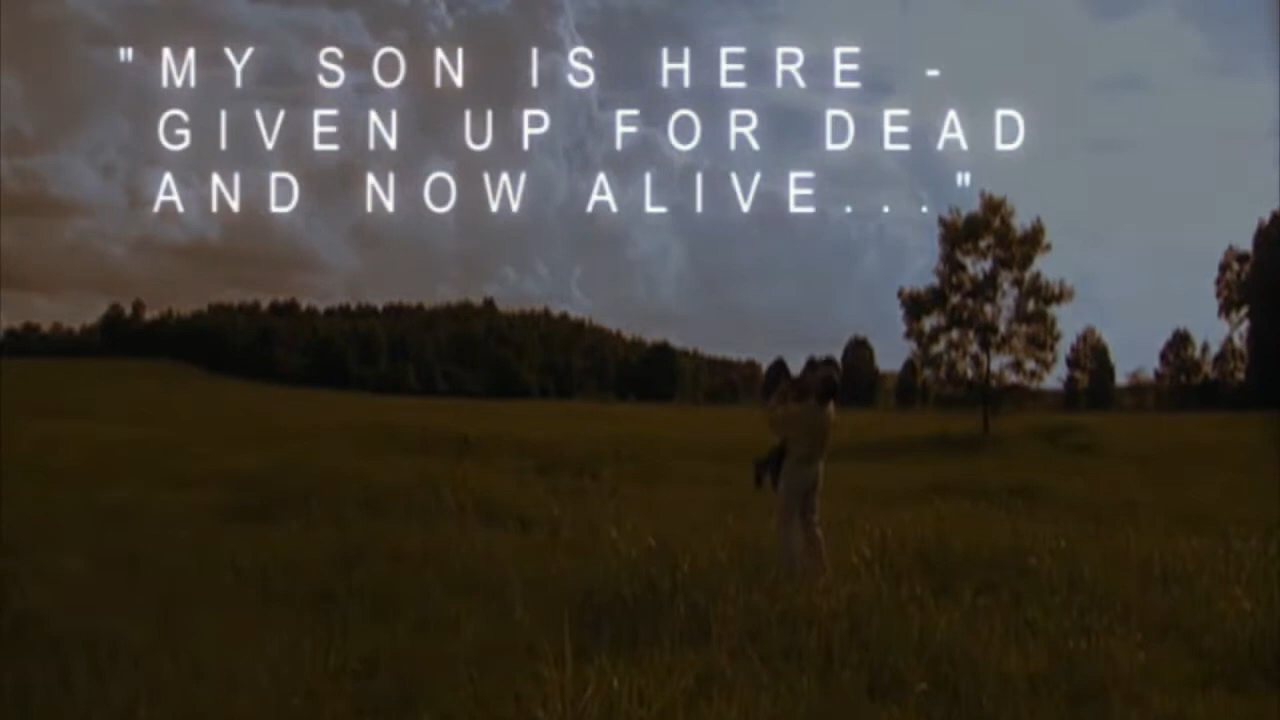 "MY SON IS HERE -
GIVEN UP FOR DEAD
AND NOW ALIVE..."